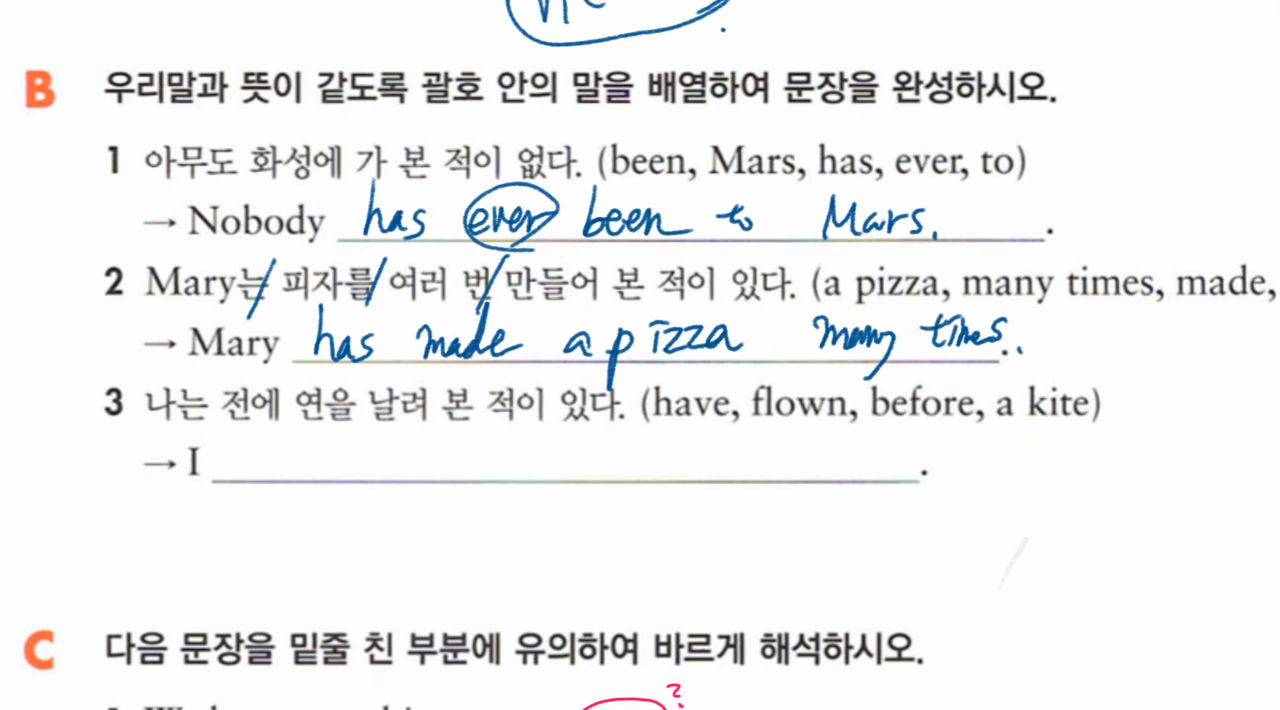 B 우리말과 뜻이 같도록 괄호 안의 말을 배열하여 문장을 완성하시오.
1 아무도 화성에 가 본 적이 없다. (been, Mars, has, ever, to)
→ Nobody has ever been to Mars. .
2 Mary는 피자를 여러 번 만들어 본 적이 있다. (a pizza, many times, made,
→ Mary has made a pizza many times. .
3 나는 전에 연을 날려 본 적이 있다. (have, flown, before, a kite)
→ I .
C 다음 문장을 밑줄 친 부분에 유의하여 바르게 해석하시오.
?